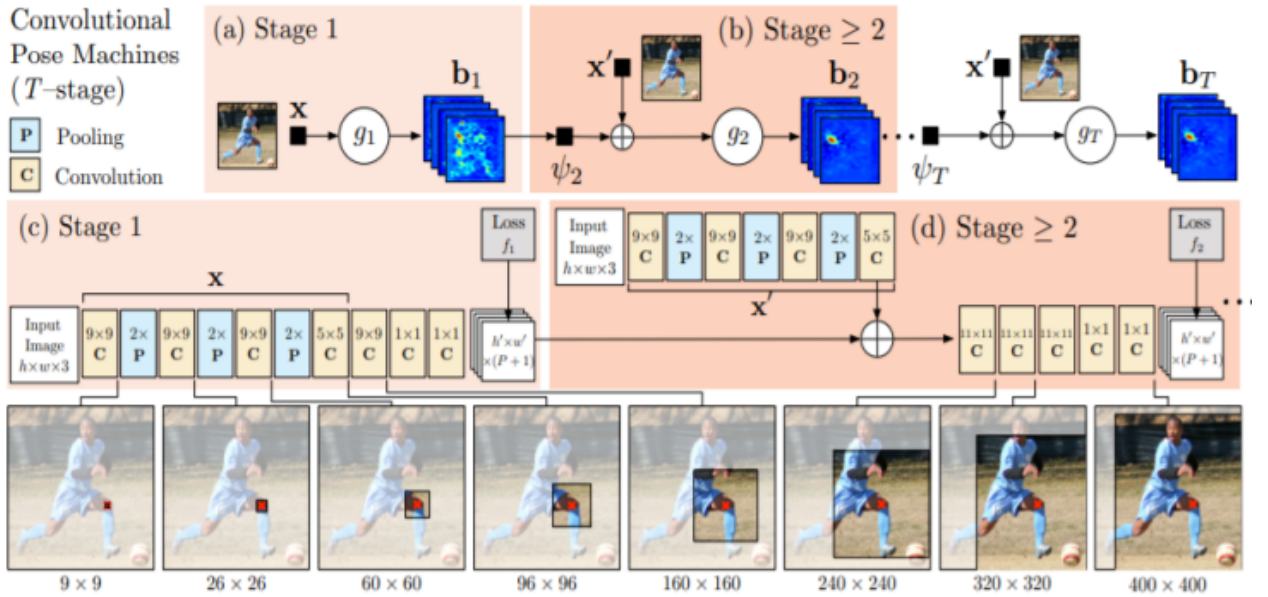 Convolutional
Pose Machines
(T–stage)
P Pooling
C Convolution
(a) Stage 1
x
g₁
b₁
(b) Stage ≥ 2
x′
ψ₂
⊕
g₂
b₂
...
x′
ψ_T
⊕
g_T
b_T
(c) Stage 1
Loss
f₁
x
Input
Image
h×w×3
9×9 C
2× P
9×9 C
2× P
9×9 C
2× P
5×5 C
9×9 C
1×1 C
1×1 C
h′×w′
×(P+1)
Input
Image
h×w×3
9×9 C
2× P
9×9 C
2× P
9×9 C
2× P
5×5 C
x′
(d) Stage ≥ 2
Loss
f₂
⊕
11×11 C
11×11 C
11×11 C
1×1 C
1×1 C
h′×w′
×(P+1)
...
9 × 9
26 × 26
60 × 60
96 × 96
160 × 160
240 × 240
320 × 320
400 × 400